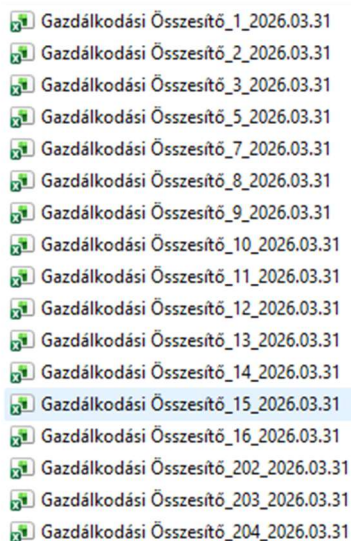 Gazdálkodási Összesítő_1_2026.03.31
Gazdálkodási Összesítő_2_2026.03.31
Gazdálkodási Összesítő_3_2026.03.31
Gazdálkodási Összesítő_5_2026.03.31
Gazdálkodási Összesítő_7_2026.03.31
Gazdálkodási Összesítő_8_2026.03.31
Gazdálkodási Összesítő_9_2026.03.31
Gazdálkodási Összesítő_10_2026.03.31
Gazdálkodási Összesítő_11_2026.03.31
Gazdálkodási Összesítő_12_2026.03.31
Gazdálkodási Összesítő_13_2026.03.31
Gazdálkodási Összesítő_14_2026.03.31
Gazdálkodási Összesítő_15_2026.03.31
Gazdálkodási Összesítő_16_2026.03.31
Gazdálkodási Összesítő_202_2026.03.31
Gazdálkodási Összesítő_203_2026.03.31
Gazdálkodási Összesítő_204_2026.03.31